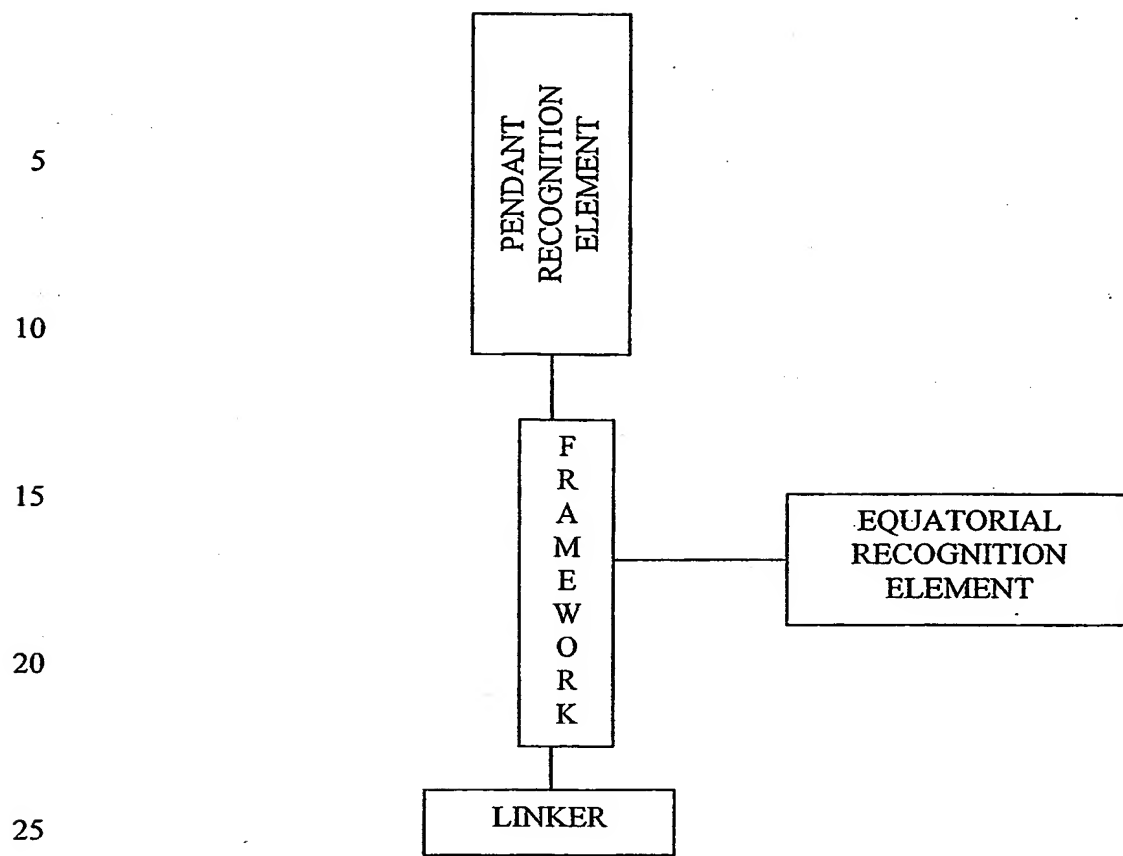 PENDANT
RECOGNITION
ELEMENT
5
10
FRAMEWORK
15
EQUATORIAL
RECOGNITION
ELEMENT
20
LINKER
25